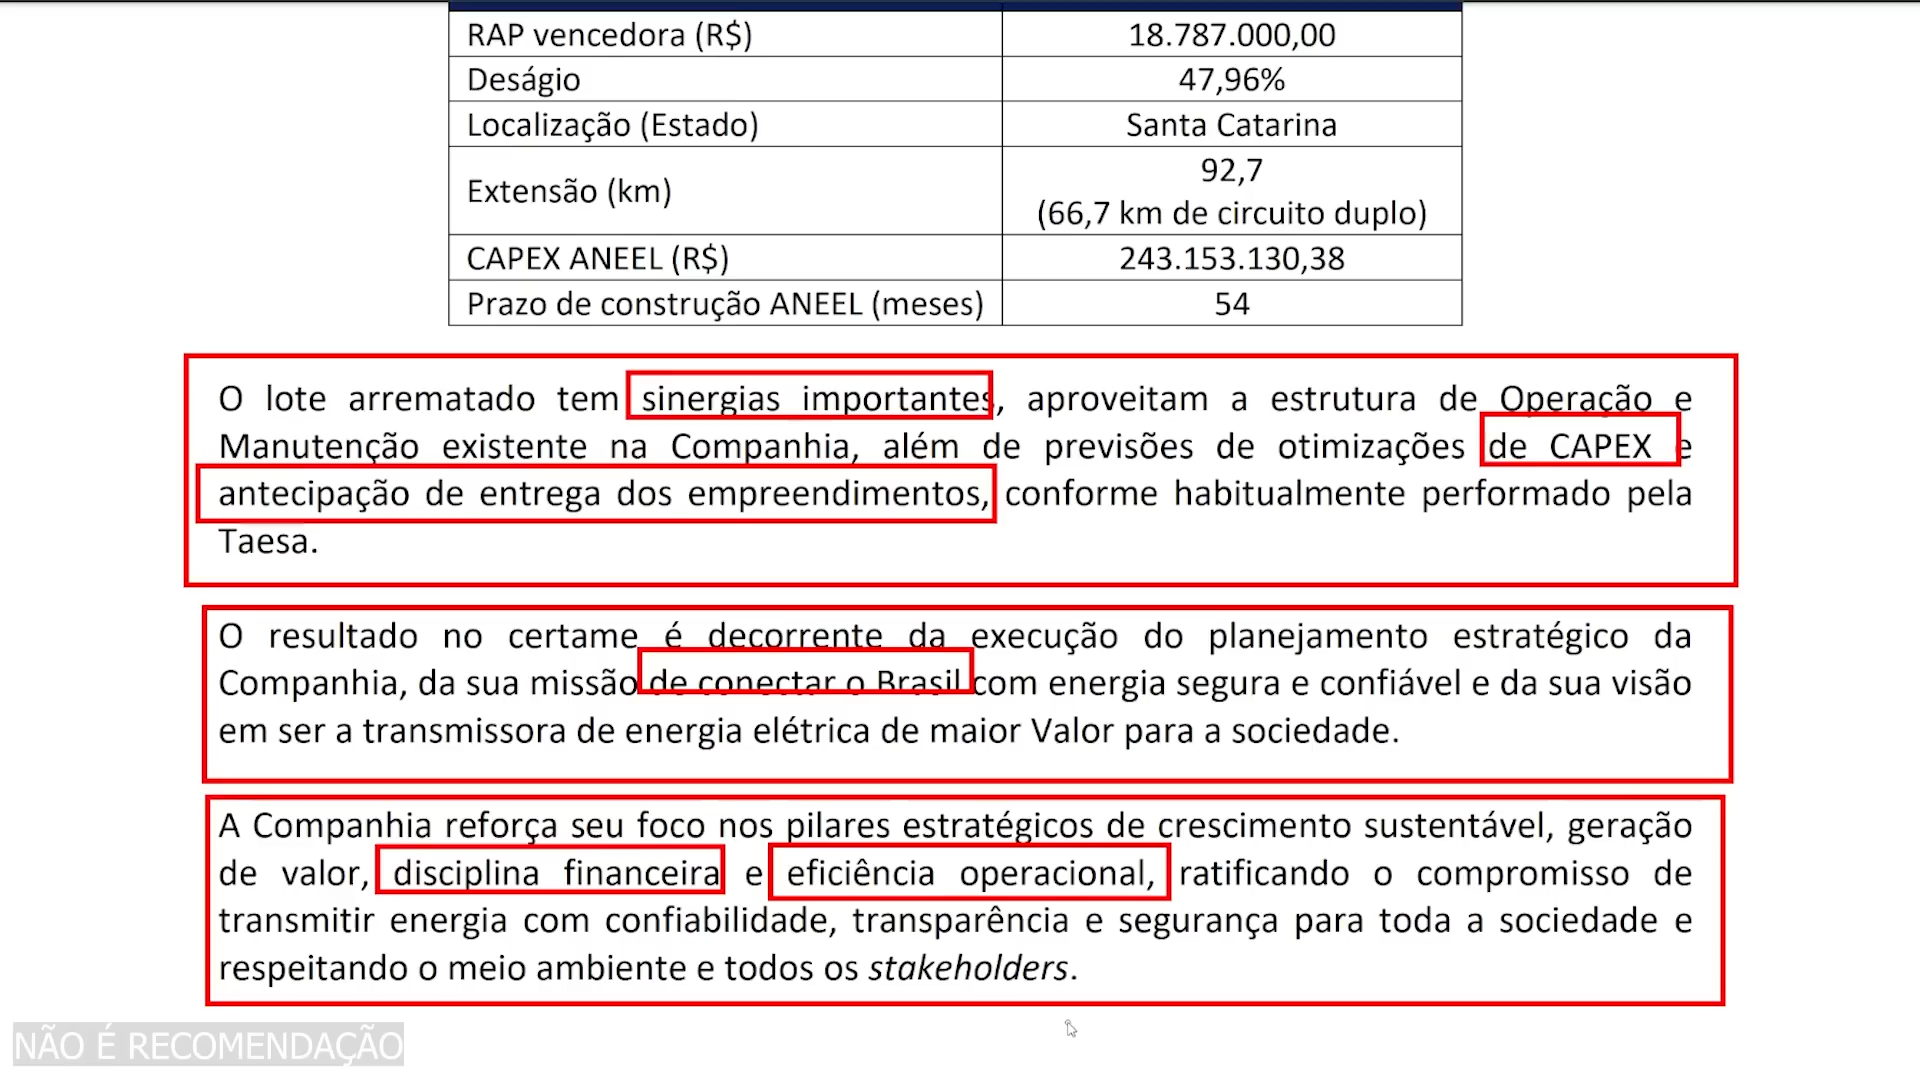 RAP vencedora (R$) 18.787.000,00
Deságio 47,96%
Localização (Estado) Santa Catarina
Extensão (km) 92,7
(66,7 km de circuito duplo)
CAPEX ANEEL (R$) 243.153.130,38
Prazo de construção ANEEL (meses) 54
O lote arrematado tem sinergias importantes, aproveitam a estrutura de Operação e
Manutenção existente na Companhia, além de previsões de otimizações de CAPEX e
antecipação de entrega dos empreendimentos, conforme habitualmente performado pela
Taesa.
O resultado no certame é decorrente da execução do planejamento estratégico da
Companhia, da sua missão de conectar o Brasil com energia segura e confiável e da sua visão
em ser a transmissora de energia elétrica de maior Valor para a sociedade.
A Companhia reforça seu foco nos pilares estratégicos de crescimento sustentável, geração
de valor, disciplina financeira e eficiência operacional, ratificando o compromisso de
transmitir energia com confiabilidade, transparência e segurança para toda a sociedade e
respeitando o meio ambiente e todos os stakeholders.
NÃO É RECOMENDAÇÃO